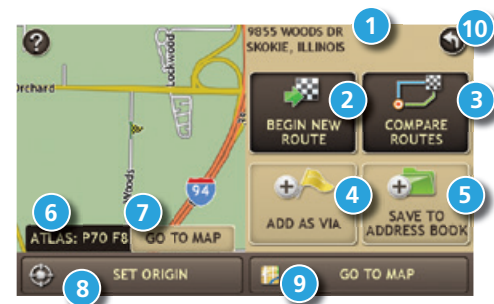 9855 WOODS DR
SKOKIE, ILLINOIS
1
10
?
Lockwood
Orchard
Woods
94
2
BEGIN NEW
ROUTE
3
COMPARE
ROUTES
4
ADD AS VIA
5
SAVE TO
ADDRESS BOOK
6
ATLAS: P70 F8
7
GO TO MAP
8
SET ORIGIN
9
GO TO MAP